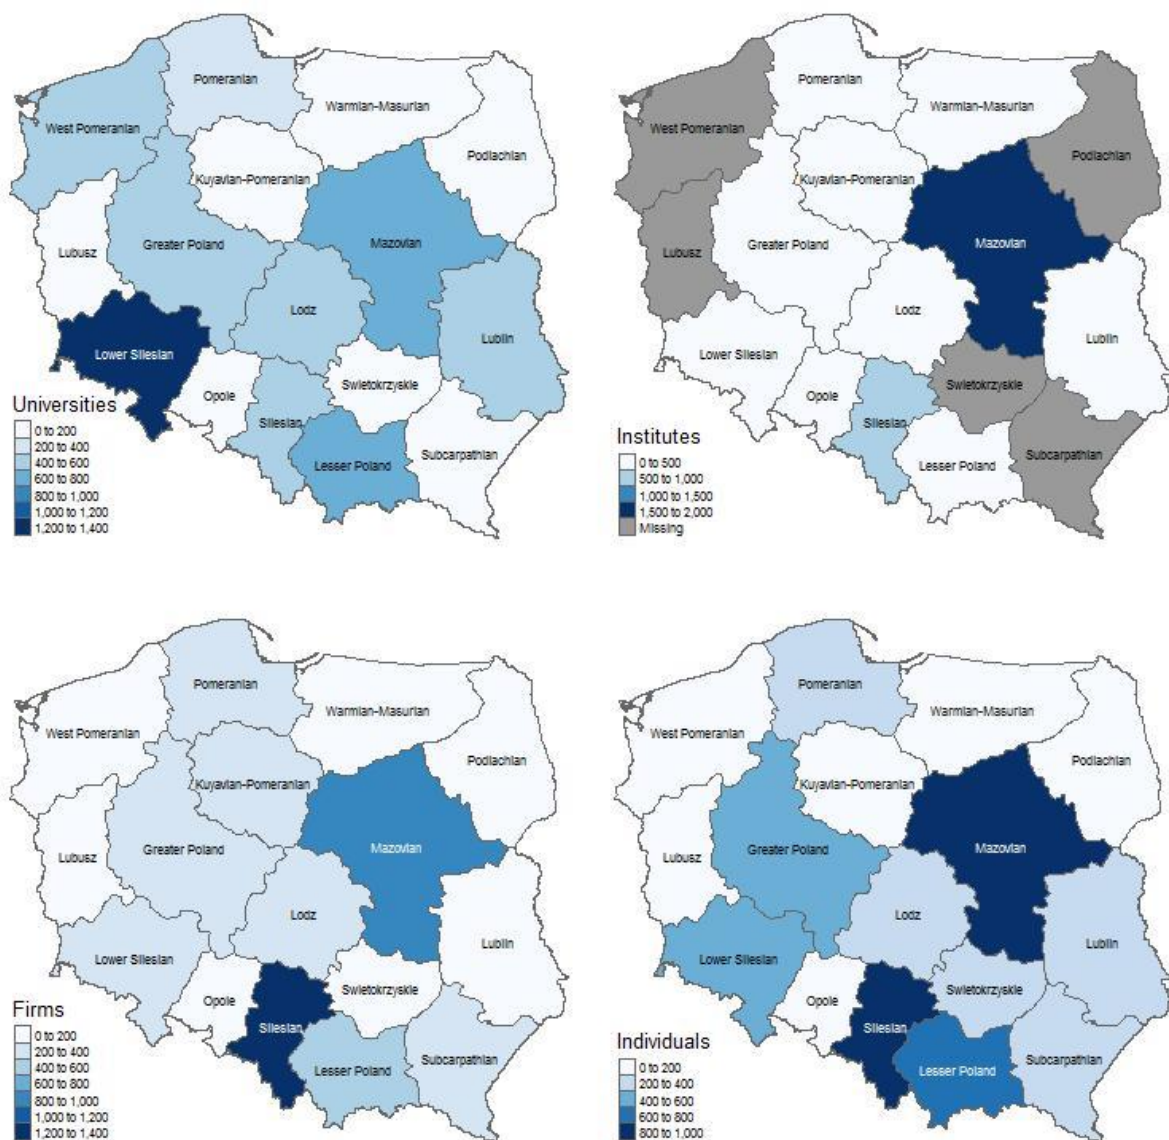 Pomeranian
Warmian-Masurian
West Pomeranian
Podlachian
Kuyavian-Pomeranian
Mazovian
Greater Poland
Lubusz
Lodz
Lublin
Lower Silesian
Swietokrzyskie
Opole
Silesian
Subcarpathian
Lesser Poland
Universities
0 to 200
200 to 400
400 to 600
600 to 800
800 to 1,000
1,000 to 1,200
1,200 to 1,400
Pomeranian
Warmian-Masurian
West Pomeranian
Podlachian
Kuyavian-Pomeranian
Mazovian
Greater Poland
Lubusz
Lodz
Lublin
Lower Silesian
Swietokrzyskie
Opole
Silesian
Subcarpathian
Lesser Poland
Institutes
0 to 500
500 to 1,000
1,000 to 1,500
1,500 to 2,000
Missing
Pomeranian
Warmian-Masurian
West Pomeranian
Podlachian
Kuyavian-Pomeranian
Mazovian
Greater Poland
Lubusz
Lodz
Lublin
Lower Silesian
Swietokrzyskie
Opole
Silesian
Subcarpathian
Lesser Poland
Firms
0 to 200
200 to 400
400 to 600
600 to 800
800 to 1,000
1,000 to 1,200
1,200 to 1,400
Pomeranian
Warmian-Masurian
West Pomeranian
Podlachian
Kuyavian-Pomeranian
Mazovian
Greater Poland
Lubusz
Lodz
Lublin
Lower Silesian
Swietokrzyskie
Opole
Silesian
Subcarpathian
Lesser Poland
Individuals
0 to 200
200 to 400
400 to 600
600 to 800
800 to 1,000